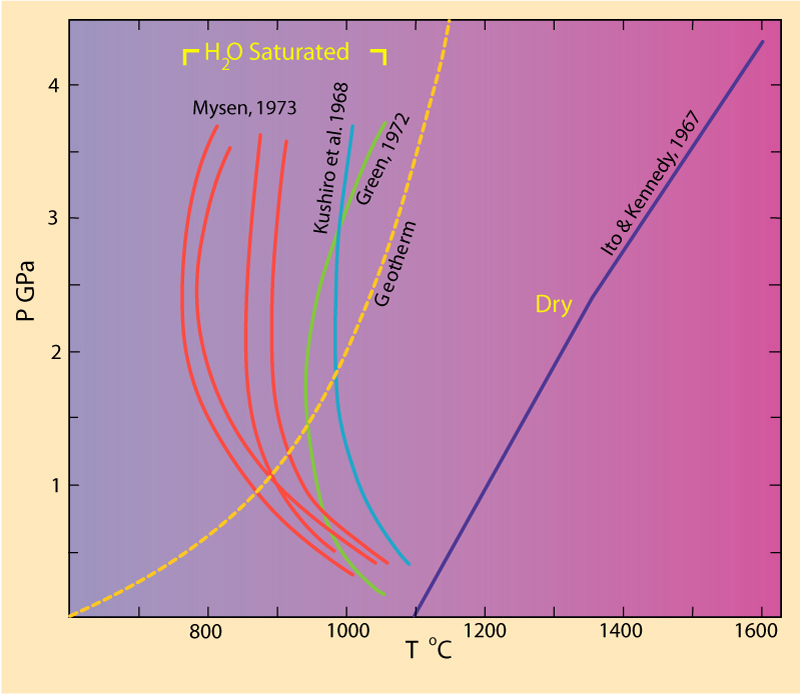 H2O Saturated
Mysen, 1973
Kushiro et al. 1968
Green, 1972
Geotherm
Ito & Kennedy, 1967
Dry
P GPa
4
3
2
1
800
1000
1200
1400
1600
T °C